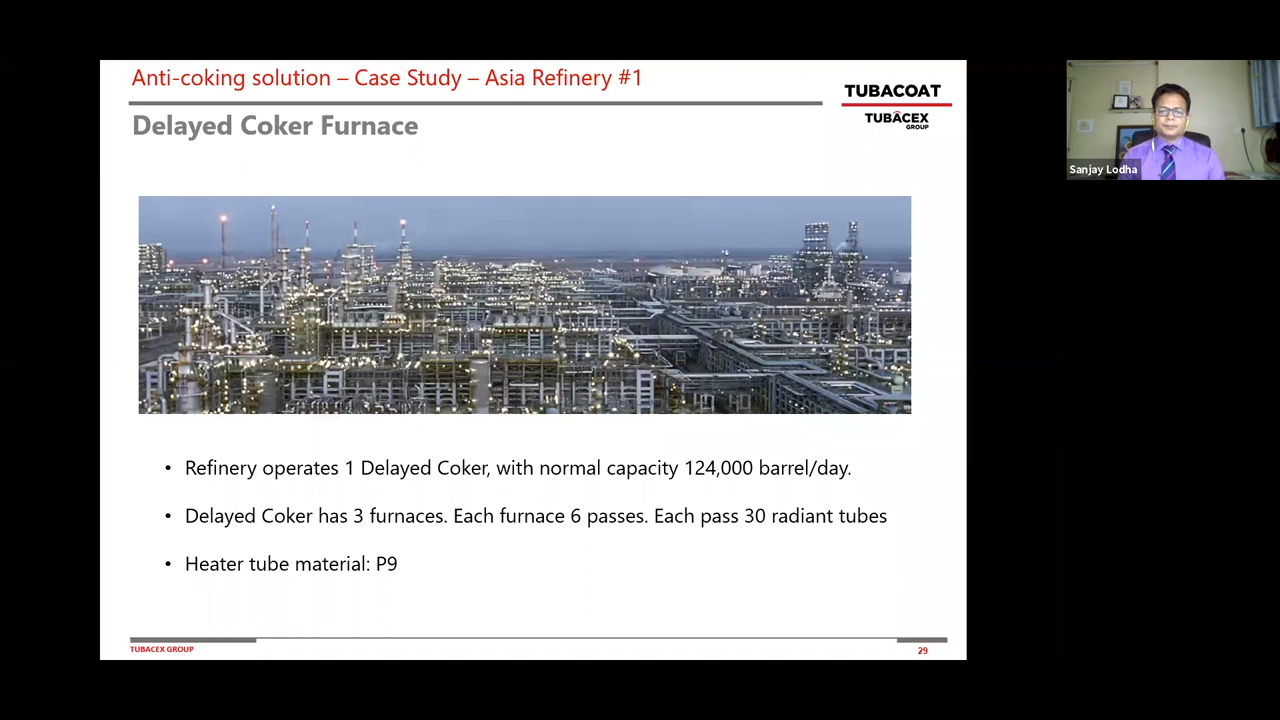 Anti-coking solution – Case Study – Asia Refinery #1
Delayed Coker Furnace
TUBACOAT
TUBACEX
GROUP
Sanjay Lodha
• Refinery operates 1 Delayed Coker, with normal capacity 124,000 barrel/day.
• Delayed Coker has 3 furnaces. Each furnace 6 passes. Each pass 30 radiant tubes
• Heater tube material: P9
TUBACEX GROUP
29